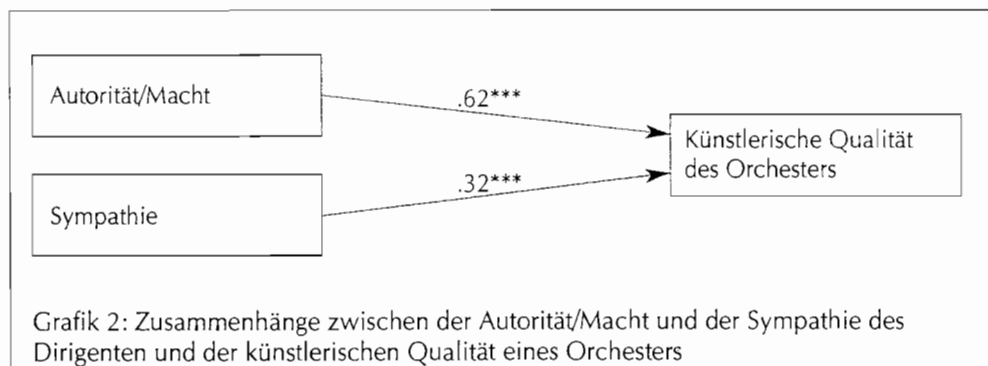 Autorität/Macht
.62***
Künstlerische Qualität
des Orchesters
.32***
Sympathie
Grafik 2: Zusammenhänge zwischen der Autorität/Macht und der Sympathie des
Dirigenten und der künstlerischen Qualität eines Orchesters